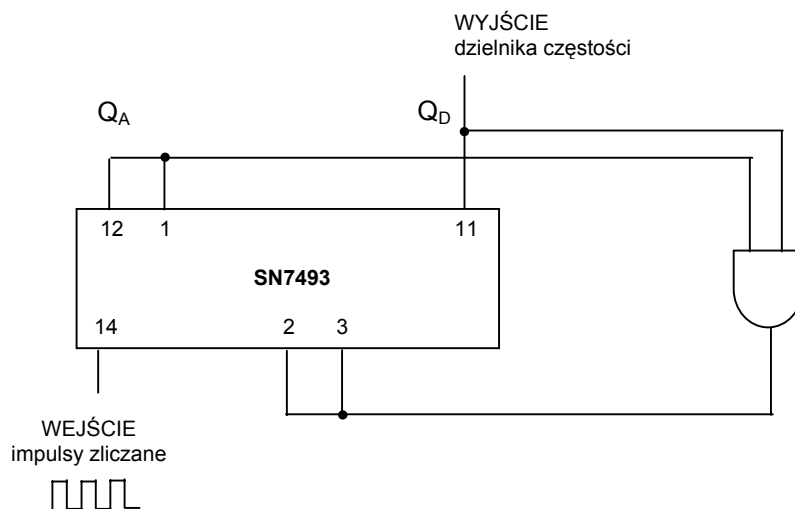 WYJŚCIE
dzielnika częstości
QA
QD
12 1 11
SN7493
14 2 3
WEJŚCIE
impulsy zliczane